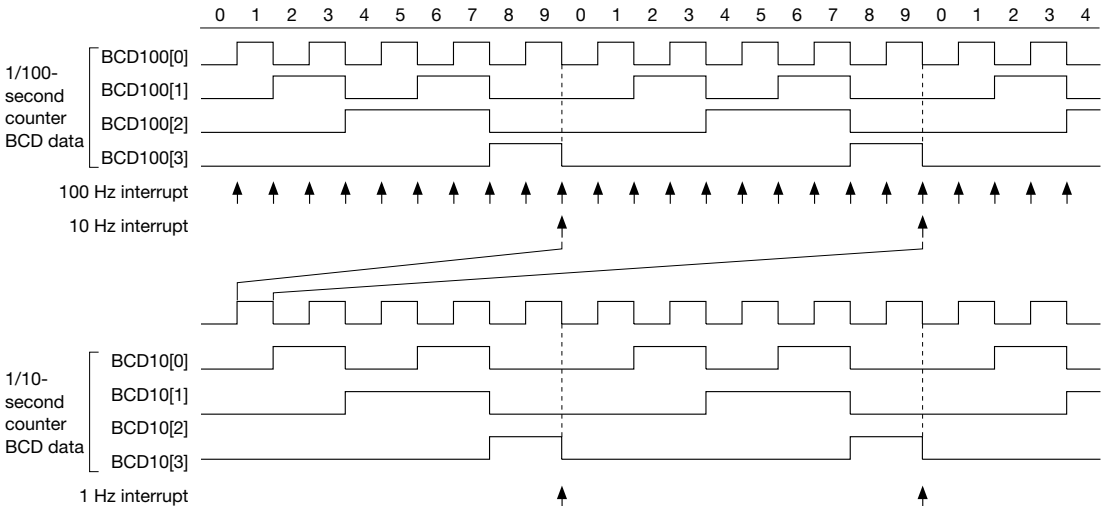 0 1 2 3 4 5 6 7 8 9 0 1 2 3 4 5 6 7 8 9 0 1 2 3 4
1/100-
second
counter
BCD data
BCD100[0]
BCD100[1]
BCD100[2]
BCD100[3]
100 Hz interrupt
10 Hz interrupt
1/10-
second
counter
BCD data
BCD10[0]
BCD10[1]
BCD10[2]
BCD10[3]
1 Hz interrupt